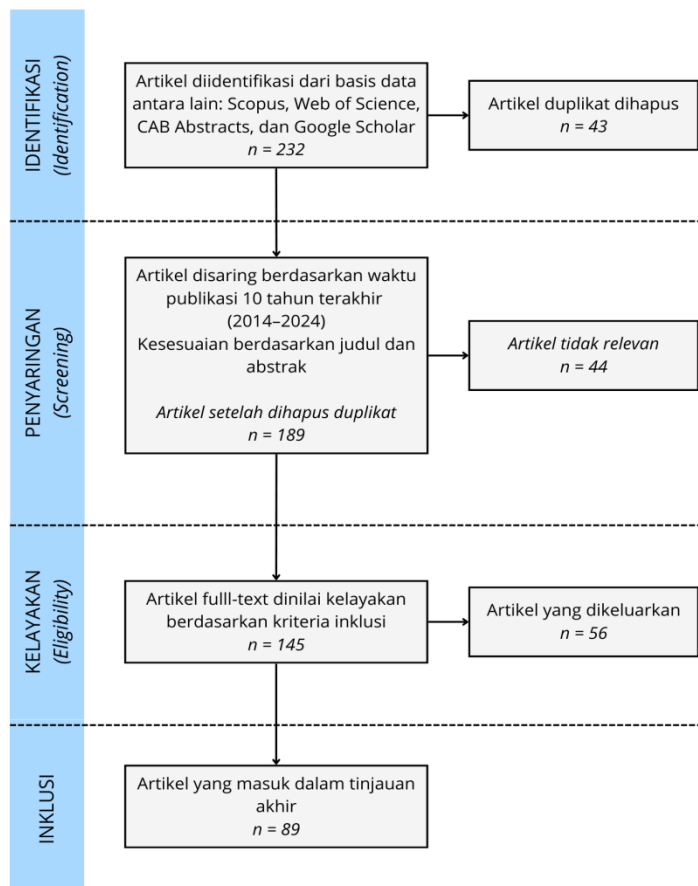 IDENTIFIKASI
(Identification)
Artikel diidentifikasi dari basis data
antara lain: Scopus, Web of Science,
CAB Abstracts, dan Google Scholar
n = 232
Artikel duplikat dihapus
n = 43
PENYARINGAN
(Screening)
Artikel disaring berdasarkan waktu
publikasi 10 tahun terakhir
(2014–2024)
Kesesuaian berdasarkan judul dan
abstrak
Artikel setelah dihapus duplikat
n = 189
Artikel tidak relevan
n = 44
KELAYAKAN
(Eligibility)
Artikel fulll-text dinilai kelayakan
berdasarkan kriteria inklusi
n = 145
Artikel yang dikeluarkan
n = 56
INKLUSI
Artikel yang masuk dalam tinjauan
akhir
n = 89